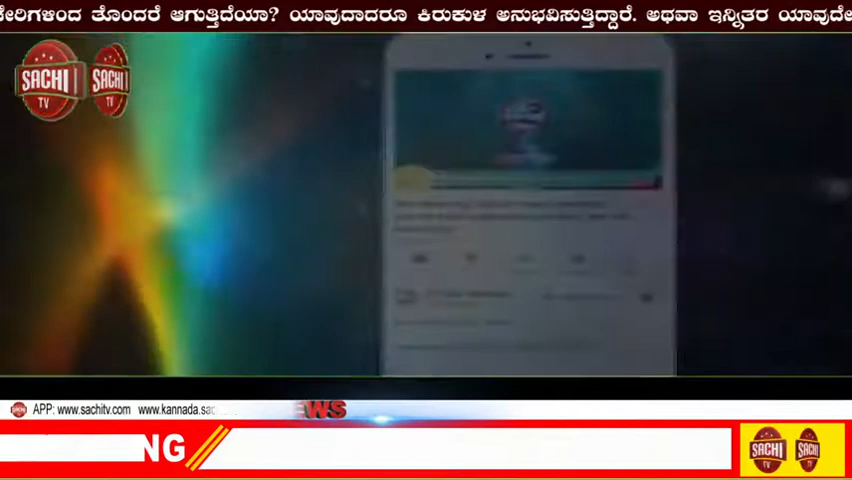 ಕೇರಿಗಳಿಂದ ತೊಂದರೆ ಆಗುತ್ತಿದೆಯಾ? ಯಾವುದಾದರೂ ಕಿರುಕುಳ ಅನುಭವಿಸುತ್ತಿದ್ದಾರೆ. ಅಥವಾ ಇನ್ನಿತರ ಯಾವುದೇ
SACHI TV SACHI TV
APP: www.sachitv.com www.kannada.sac
EWS
NG
SACHI TV SACHI TV